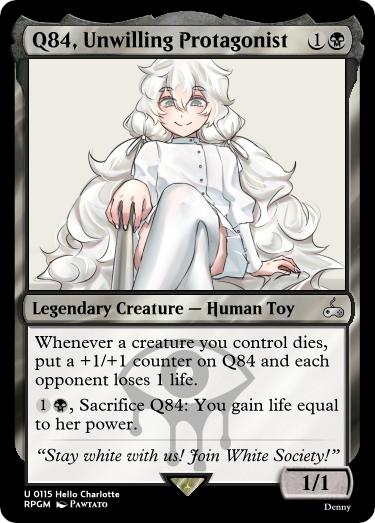 Q84, Unwilling Protagonist 1
Legendary Creature — Human Toy
Whenever a creature you control dies,
put a +1/+1 counter on Q84 and each
opponent loses 1 life.
1 , Sacrifice Q84: You gain life equal
to her power.
“Stay white with us! Join White Society!”
1/1
U 0115 Hello Charlotte
RPGM Pawtato
Denny